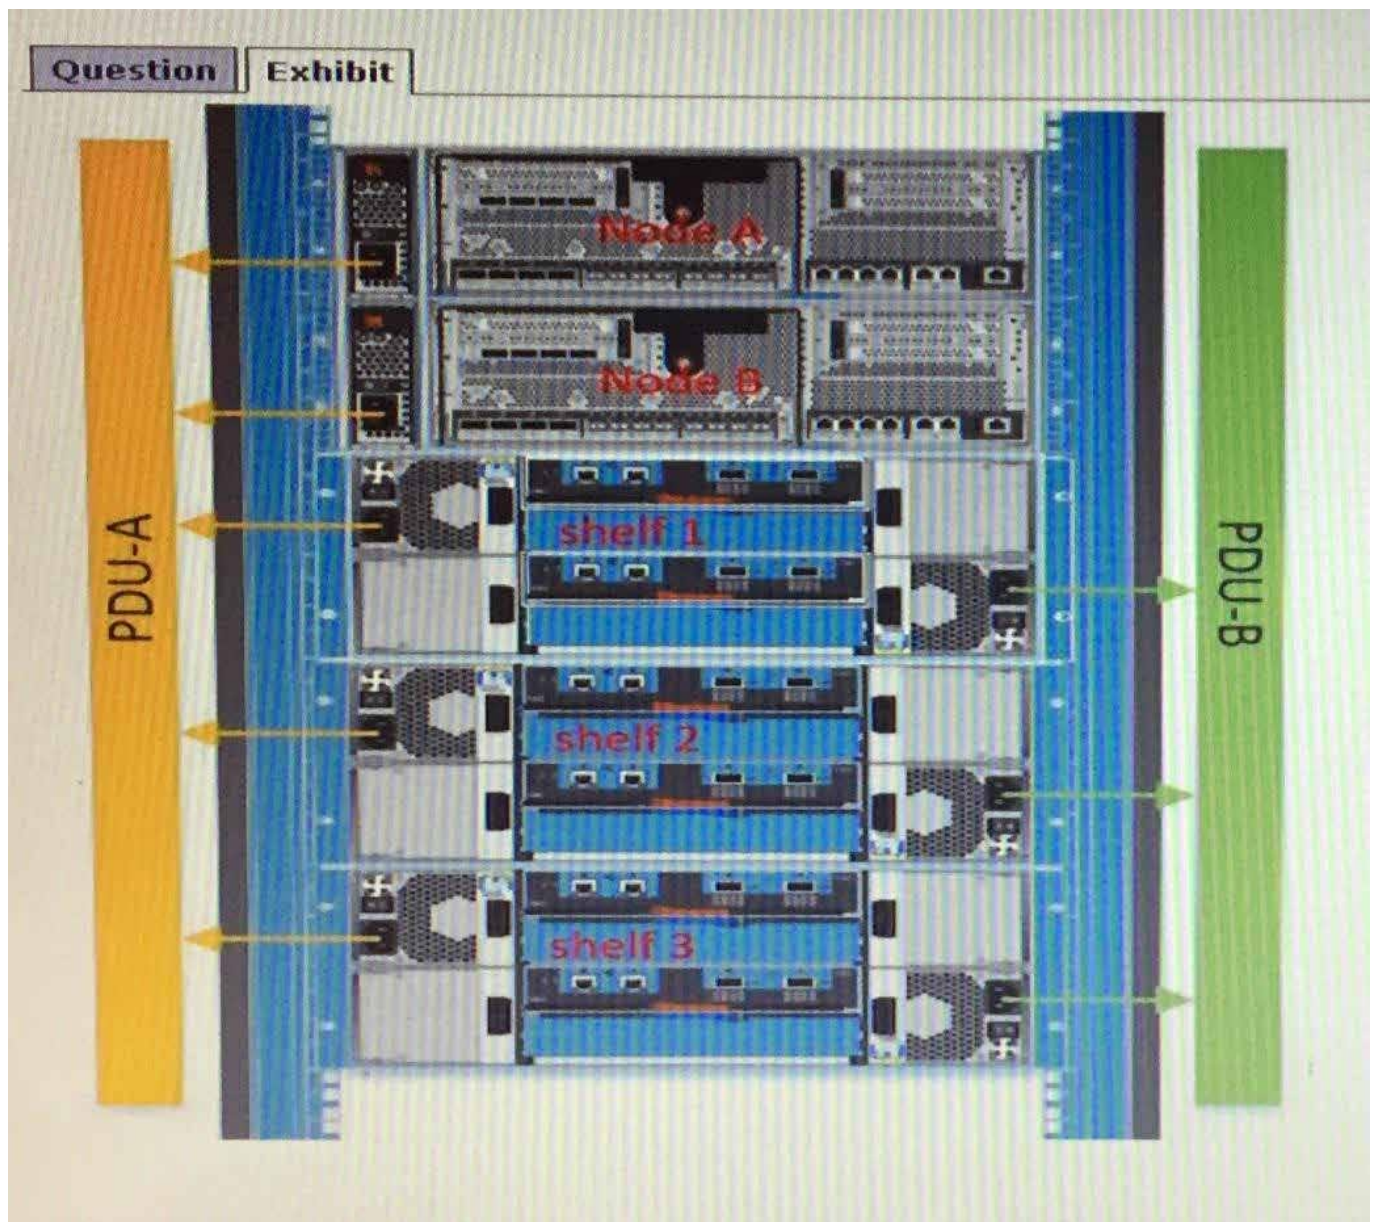 Question
Exhibit
Node A
Node B
PDU-A
PDU-B
shelf 1
shelf 2
shelf 3